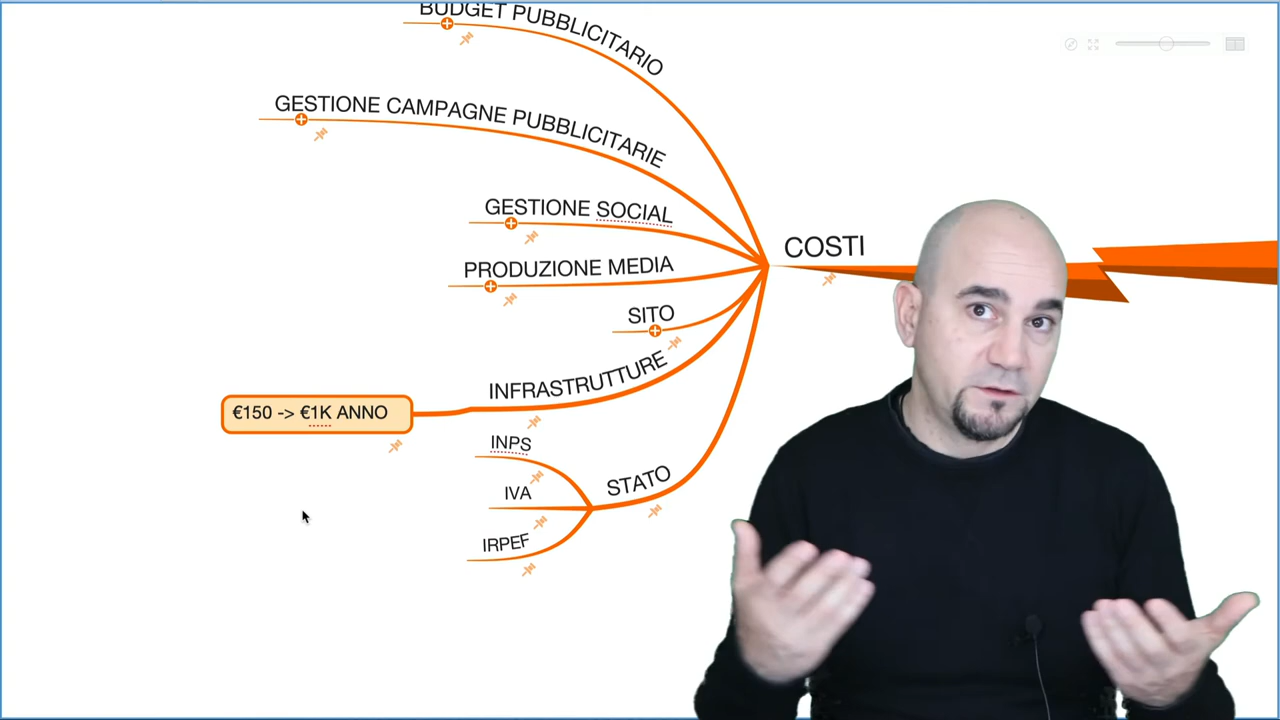 BUDGET PUBBLICITARIO
GESTIONE CAMPAGNE PUBBLICITARIE
GESTIONE SOCIAL
COSTI
PRODUZIONE MEDIA
SITO
INFRASTRUTTURE
€150 -> €1K ANNO
INPS
STATO
IVA
IRPEF